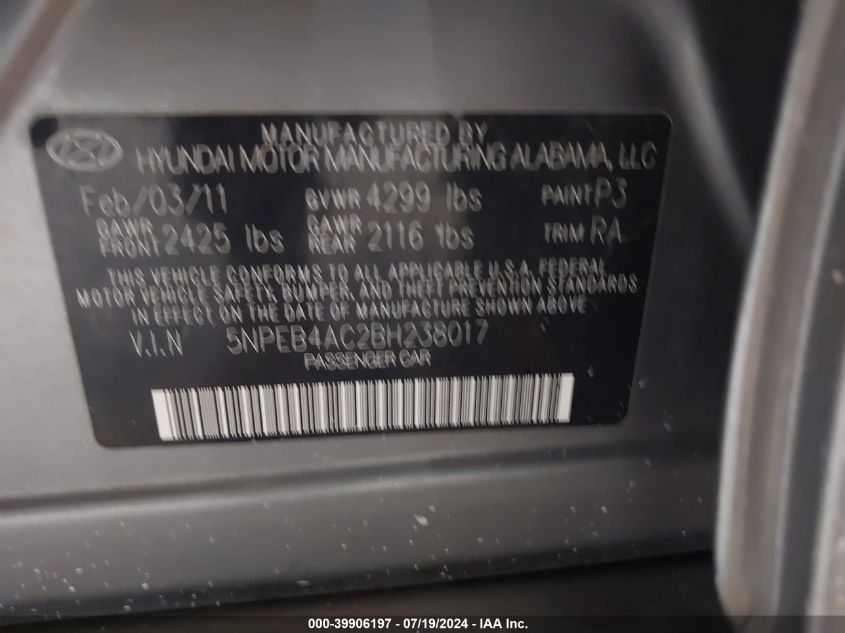 MANUFACTURED BY
HYUNDAI MOTOR MANUFACTURING ALABAMA, LLC
Feb/03/11 GVWR 4299 lbs PAINT P3
GAWR FRONT 2425 lbs GAWR REAR 2116 lbs TRIM RA
THIS VEHICLE CONFORMS TO ALL APPLICABLE U.S.A. FEDERAL
MOTOR VEHICLE SAFETY, BUMPER, AND THEFT PREVENTION STANDARDS
IN EFFECT ON THE DATE OF MANUFACTURE SHOWN ABOVE
V.I.N 5NPEB4AC2BH238017
PASSENGER CAR
000-39906197 - 07/19/2024 - IAA Inc.